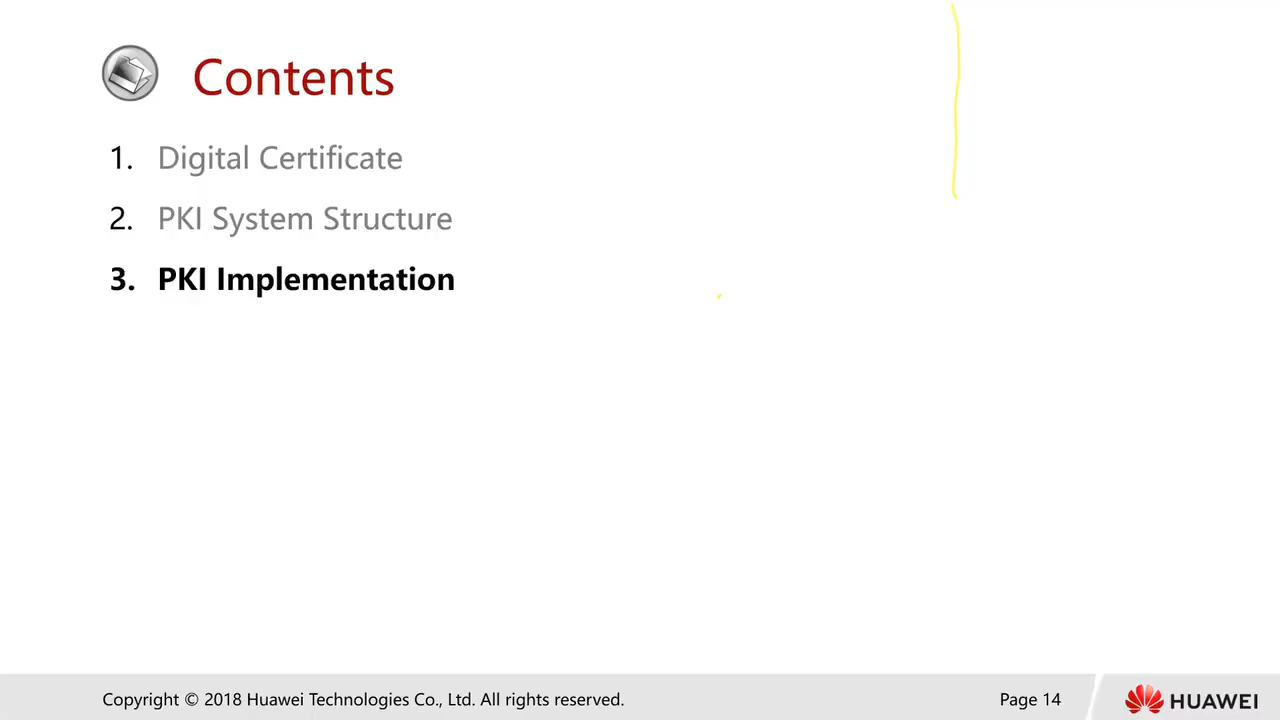 Contents
1. Digital Certificate
2. PKI System Structure
3. PKI Implementation
Copyright © 2018 Huawei Technologies Co., Ltd. All rights reserved.
Page 14
HUAWEI